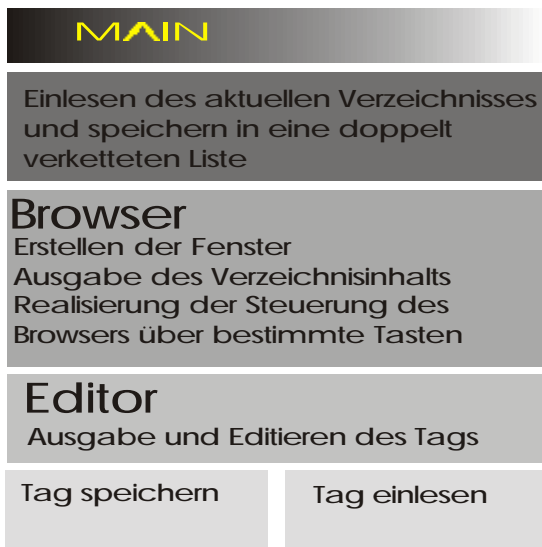 MAIN
Einlesen des aktuellen Verzeichnisses
und speichern in eine doppelt
verketteten Liste
Browser
Erstellen der Fenster
Ausgabe des Verzeichnisinhalts
Realisierung der Steuerung des
Browsers über bestimmte Tasten
Editor
Ausgabe und Editieren des Tags
Tag speichern
Tag einlesen